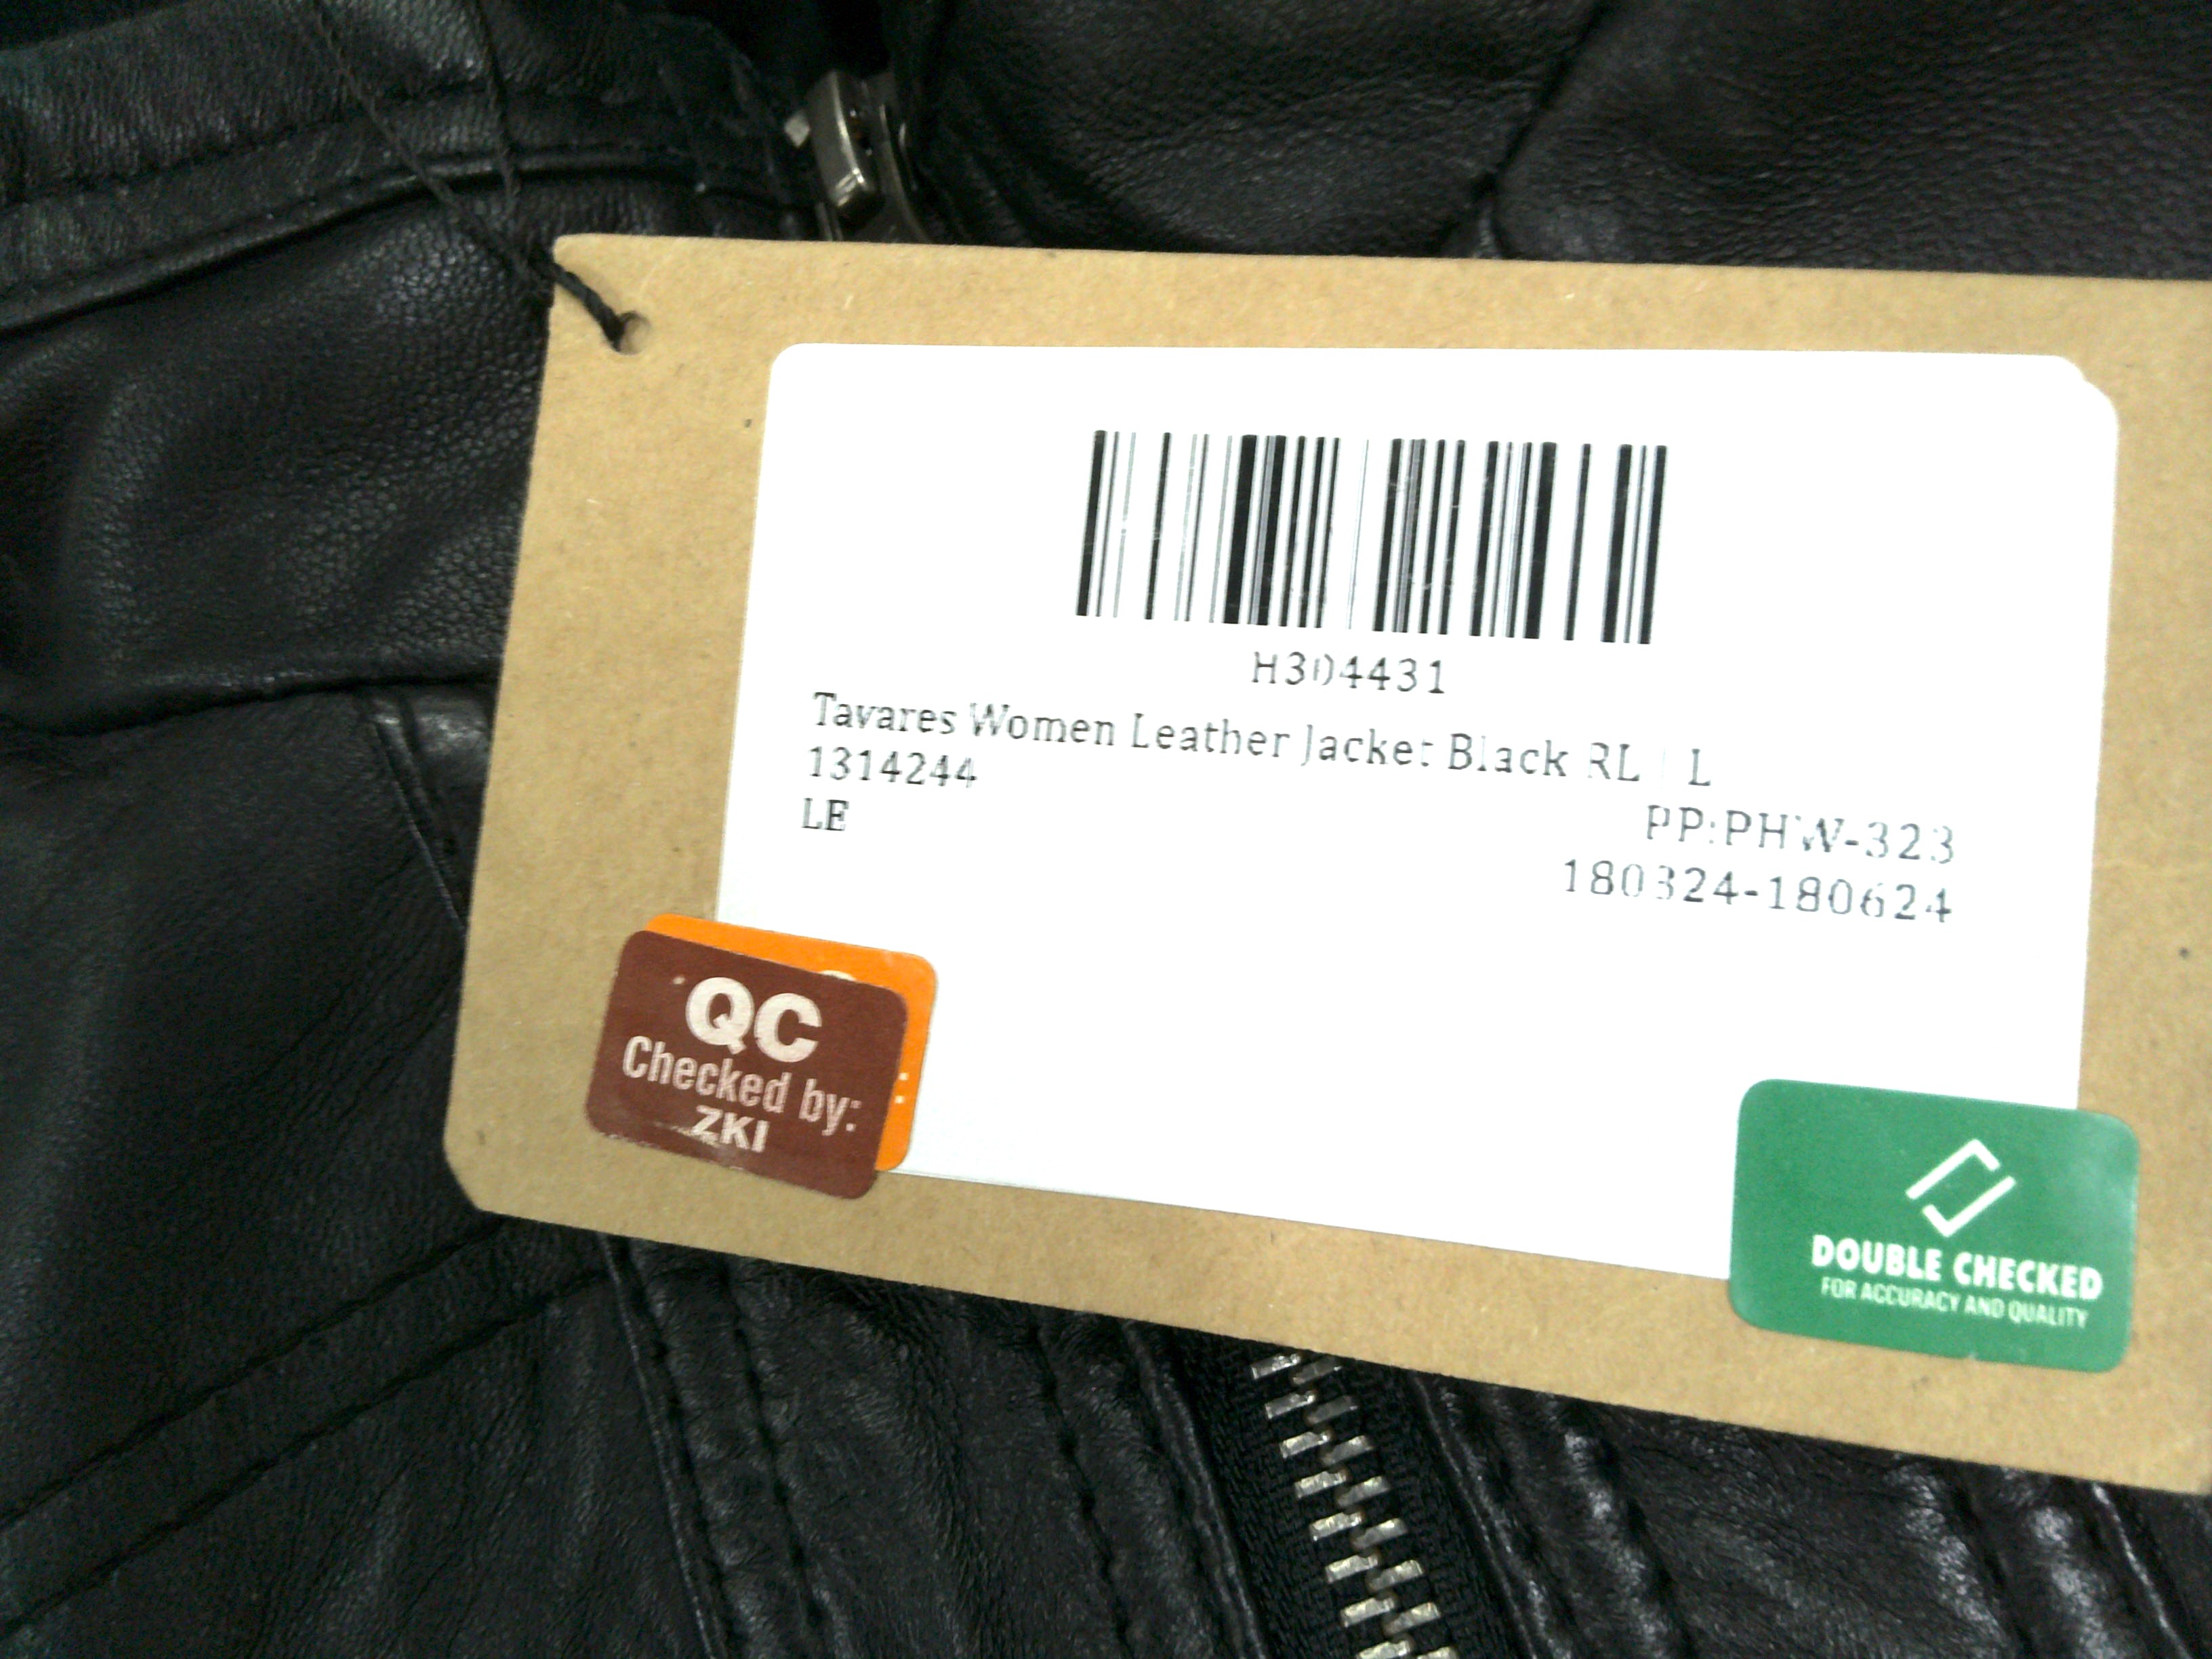 H304431
Tavares Women Leather Jacket Black RL L
1314244
LE
PP:PHW-323
180324-180624
QC
Checked by:
ZKI
DOUBLE CHECKED
FOR ACCURACY AND QUALITY